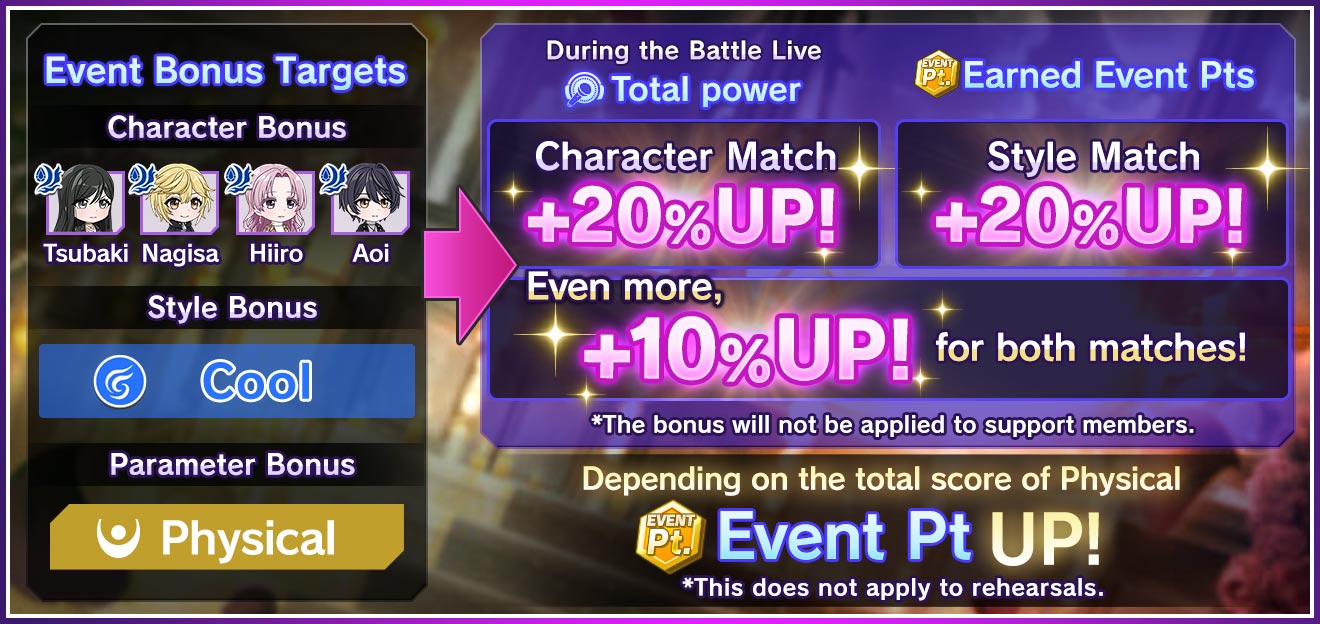 Event Bonus Targets
Character Bonus
Tsubaki Nagisa Hiiro Aoi
Style Bonus
Cool
Parameter Bonus
Physical
During the Battle Live
Total power
EVENT Pt. Earned Event Pts
Character Match
+20%UP!
Style Match
+20%UP!
Even more,
+10%UP! for both matches!
*The bonus will not be applied to support members.
Depending on the total score of Physical
EVENT Pt. Event Pt UP!
*This does not apply to rehearsals.